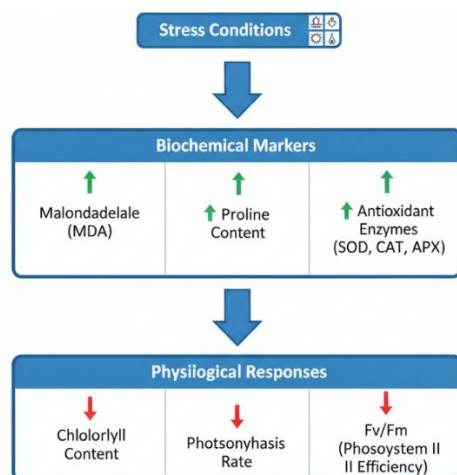 Stress Conditions
Biochemical Markers
Malondadelale
(MDA)
Proline
Content
Antioxidant
Enzymes
(SOD, CAT, APX)
Physiilogical Responses
Chlolorlyll
Content
Photsonyhasis
Rate
Fv/Fm
(Phosoystem II
II Efficiency)